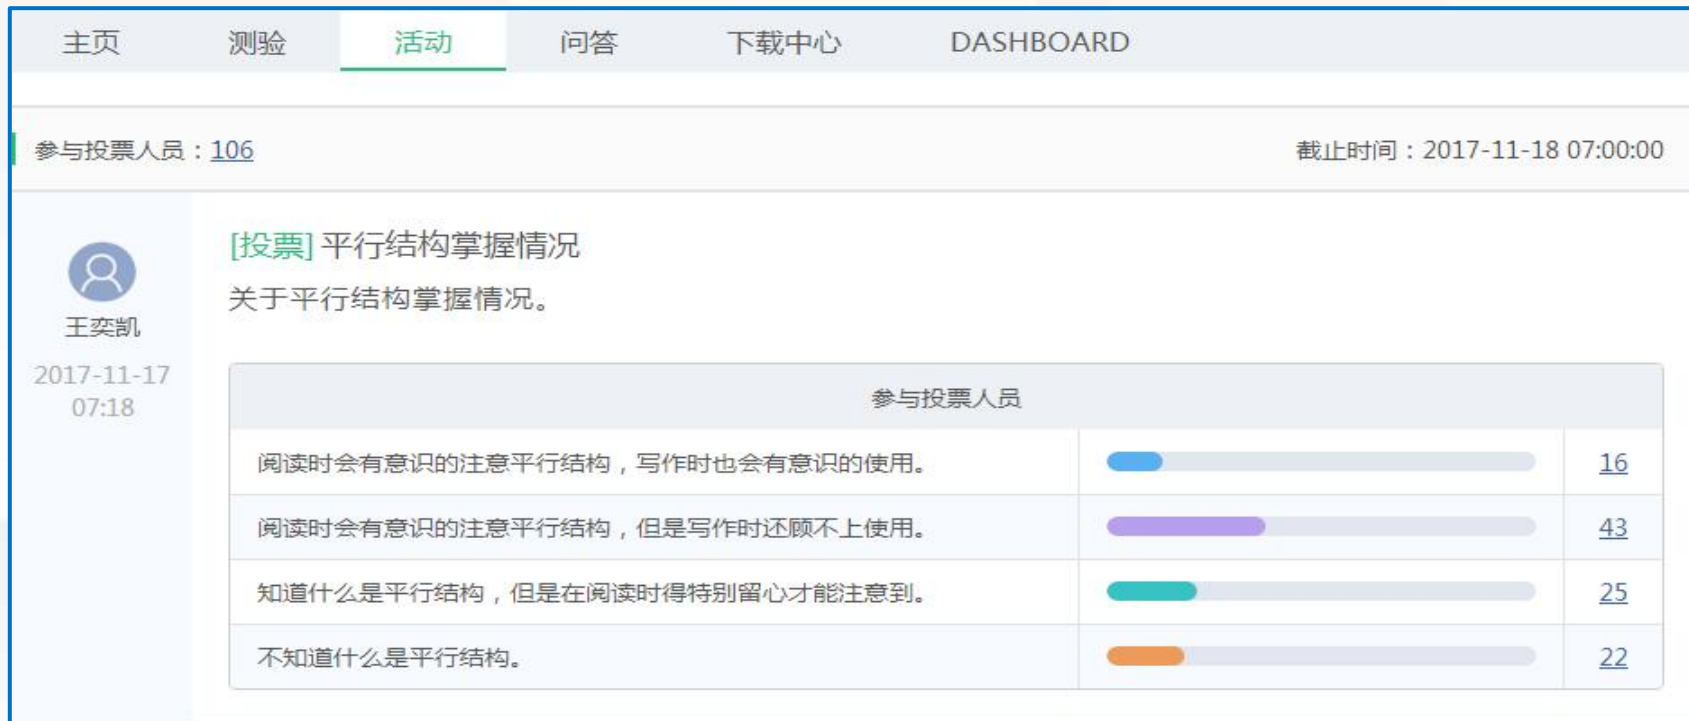 主页 测验 活动 问答 下载中心 DASHBOARD
参与投票人员：106 截止时间：2017-11-18 07:00:00
[投票] 平行结构掌握情况
关于平行结构掌握情况。
王奕凯
2017-11-17
07:18
参与投票人员
阅读时会有意识的注意平行结构，写作时也会有意识的使用。 16
阅读时会有意识的注意平行结构，但是写作时还顾不上使用。 43
知道什么是平行结构，但是在阅读时得特别留心才能注意到。 25
不知道什么是平行结构。 22